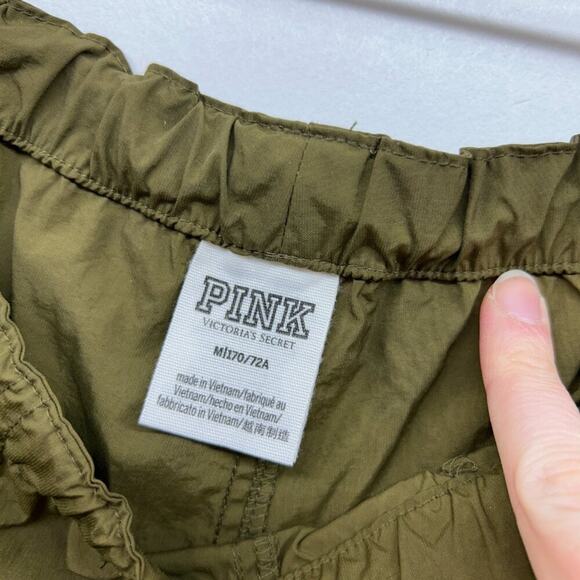 PINK
VICTORIA'S SECRET
M|170/72A
made in Vietnam/fabriqué au
Vietnam/hecho en Vietnam/
fabbricato in Vietnam/越南制造